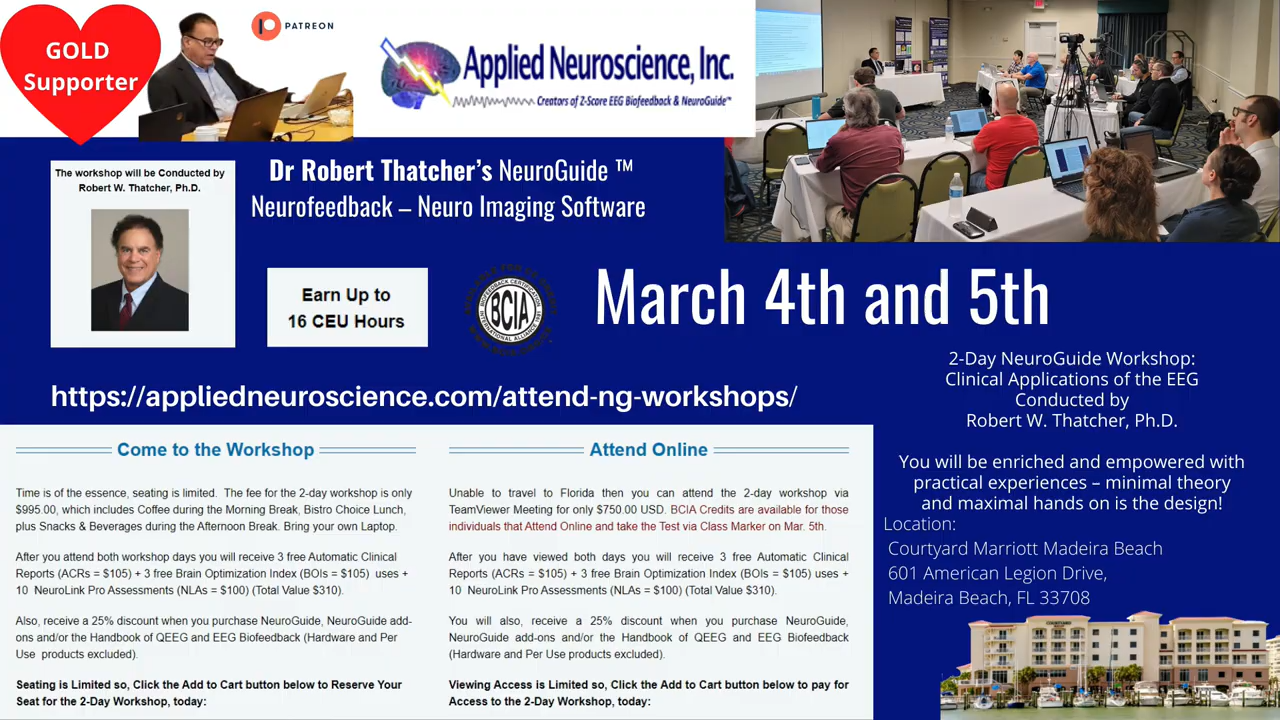 GOLD
Supporter
PATREON
Applied Neuroscience, Inc.
Creators of Z-Score EEG Biofeedback & NeuroGuide™
The workshop will be Conducted by
Robert W. Thatcher, Ph.D.
Dr Robert Thatcher's NeuroGuide ™
Neurofeedback – Neuro Imaging Software
Earn Up to
16 CEU Hours
BIOFEEDBACK CERTIFICATION
BCIA
INTERNATIONAL ALLIANCE
March 4th and 5th
https://appliedneuroscience.com/attend-ng-workshops/
2-Day NeuroGuide Workshop:
Clinical Applications of the EEG
Conducted by
Robert W. Thatcher, Ph.D.
You will be enriched and empowered with
practical experiences – minimal theory
and maximal hands on is the design!
Location:
Courtyard Marriott Madeira Beach
601 American Legion Drive,
Madeira Beach, FL 33708
Come to the Workshop
Time is of the essence, seating is limited. The fee for the 2-day workshop is only
$995.00, which includes Coffee during the Morning Break, Bistro Choice Lunch,
plus Snacks & Beverages during the Afternoon Break. Bring your own Laptop.
After you attend both workshop days you will receive 3 free Automatic Clinical
Reports (ACRs = $105) + 3 free Brain Optimization Index (BOIs = $105) uses +
10 NeuroLink Pro Assessments (NLAs = $100) (Total Value $310).
Also, receive a 25% discount when you purchase NeuroGuide, NeuroGuide add-
ons and/or the Handbook of QEEG and EEG Biofeedback (Hardware and Per
Use products excluded).
Seating is Limited so, Click the Add to Cart button below to Reserve Your
Seat for the 2-Day Workshop, today:
Attend Online
Unable to travel to Florida then you can attend the 2-day workshop via
TeamViewer Meeting for only $750.00 USD. BCIA Credits are available for those
individuals that Attend Online and take the Test via Class Marker on Mar. 5th.
After you have viewed both days you will receive 3 free Automatic Clinical
Reports (ACRs = $105) + 3 free Brain Optimization Index (BOIs = $105) uses +
10 NeuroLink Pro Assessments (NLAs = $100) (Total Value $310).
You will also, receive a 25% discount when you purchase NeuroGuide,
NeuroGuide add-ons and/or the Handbook of QEEG and EEG Biofeedback
(Hardware and Per Use products excluded).
Viewing Access is Limited so, Click the Add to Cart button below to pay for
Access to the 2-Day Workshop, today: